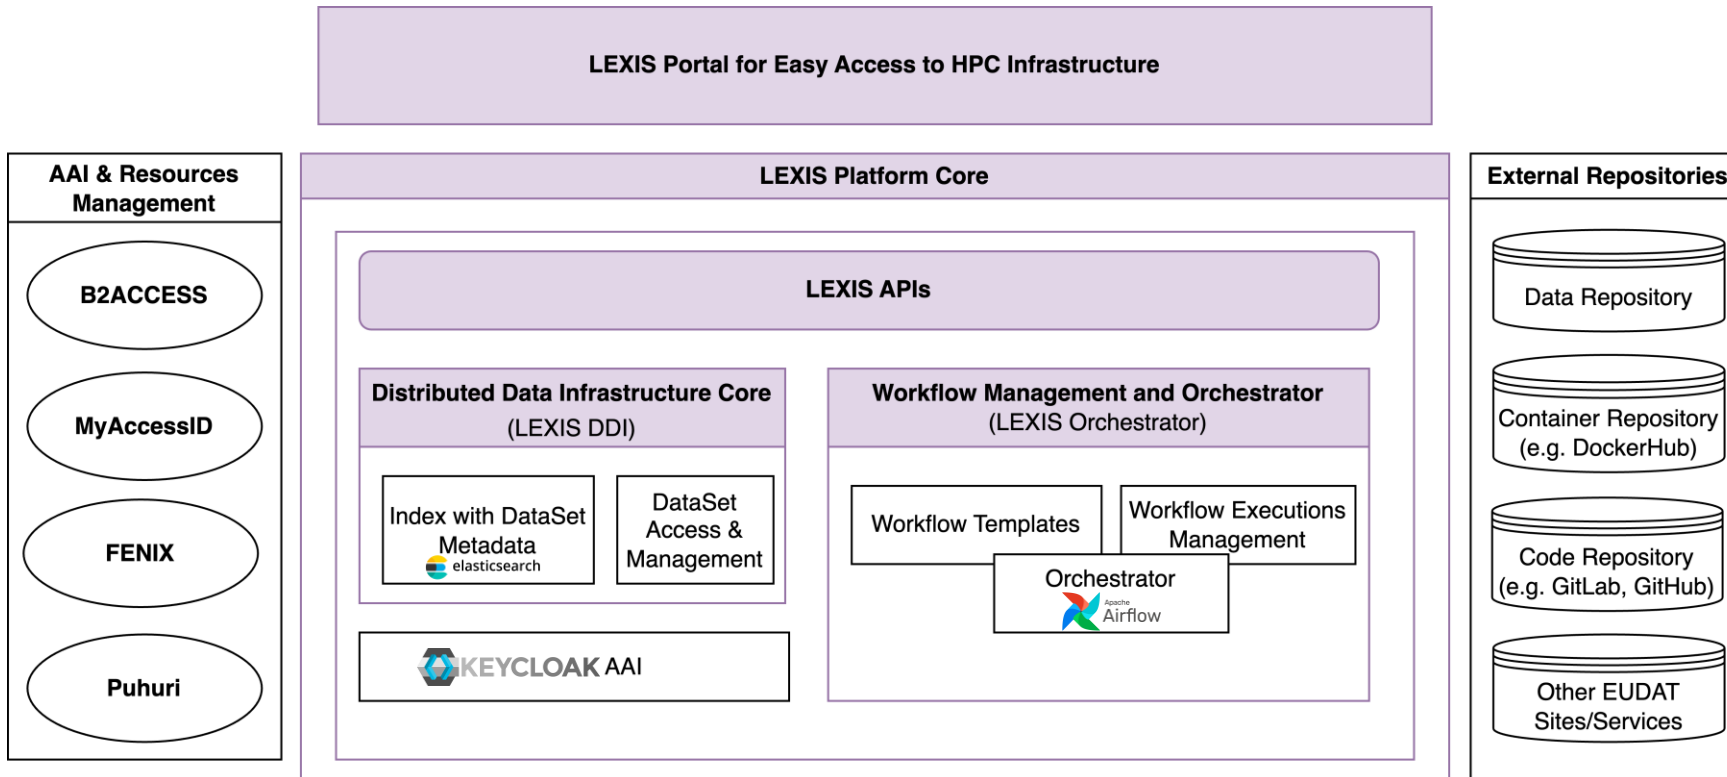 LEXIS Portal for Easy Access to HPC Infrastructure
AAI & Resources
Management
B2ACCESS
MyAccessID
FENIX
Puhuri
LEXIS Platform Core
LEXIS APIs
Distributed Data Infrastructure Core
(LEXIS DDI)
Index with DataSet
Metadata
elasticsearch
DataSet
Access &
Management
KEYCLOAK AAI
Workflow Management and Orchestrator
(LEXIS Orchestrator)
Workflow Templates
Workflow Executions
Management
Orchestrator
Apache
Airflow
External Repositories
Data Repository
Container Repository
(e.g. DockerHub)
Code Repository
(e.g. GitLab, GitHub)
Other EUDAT
Sites/Services